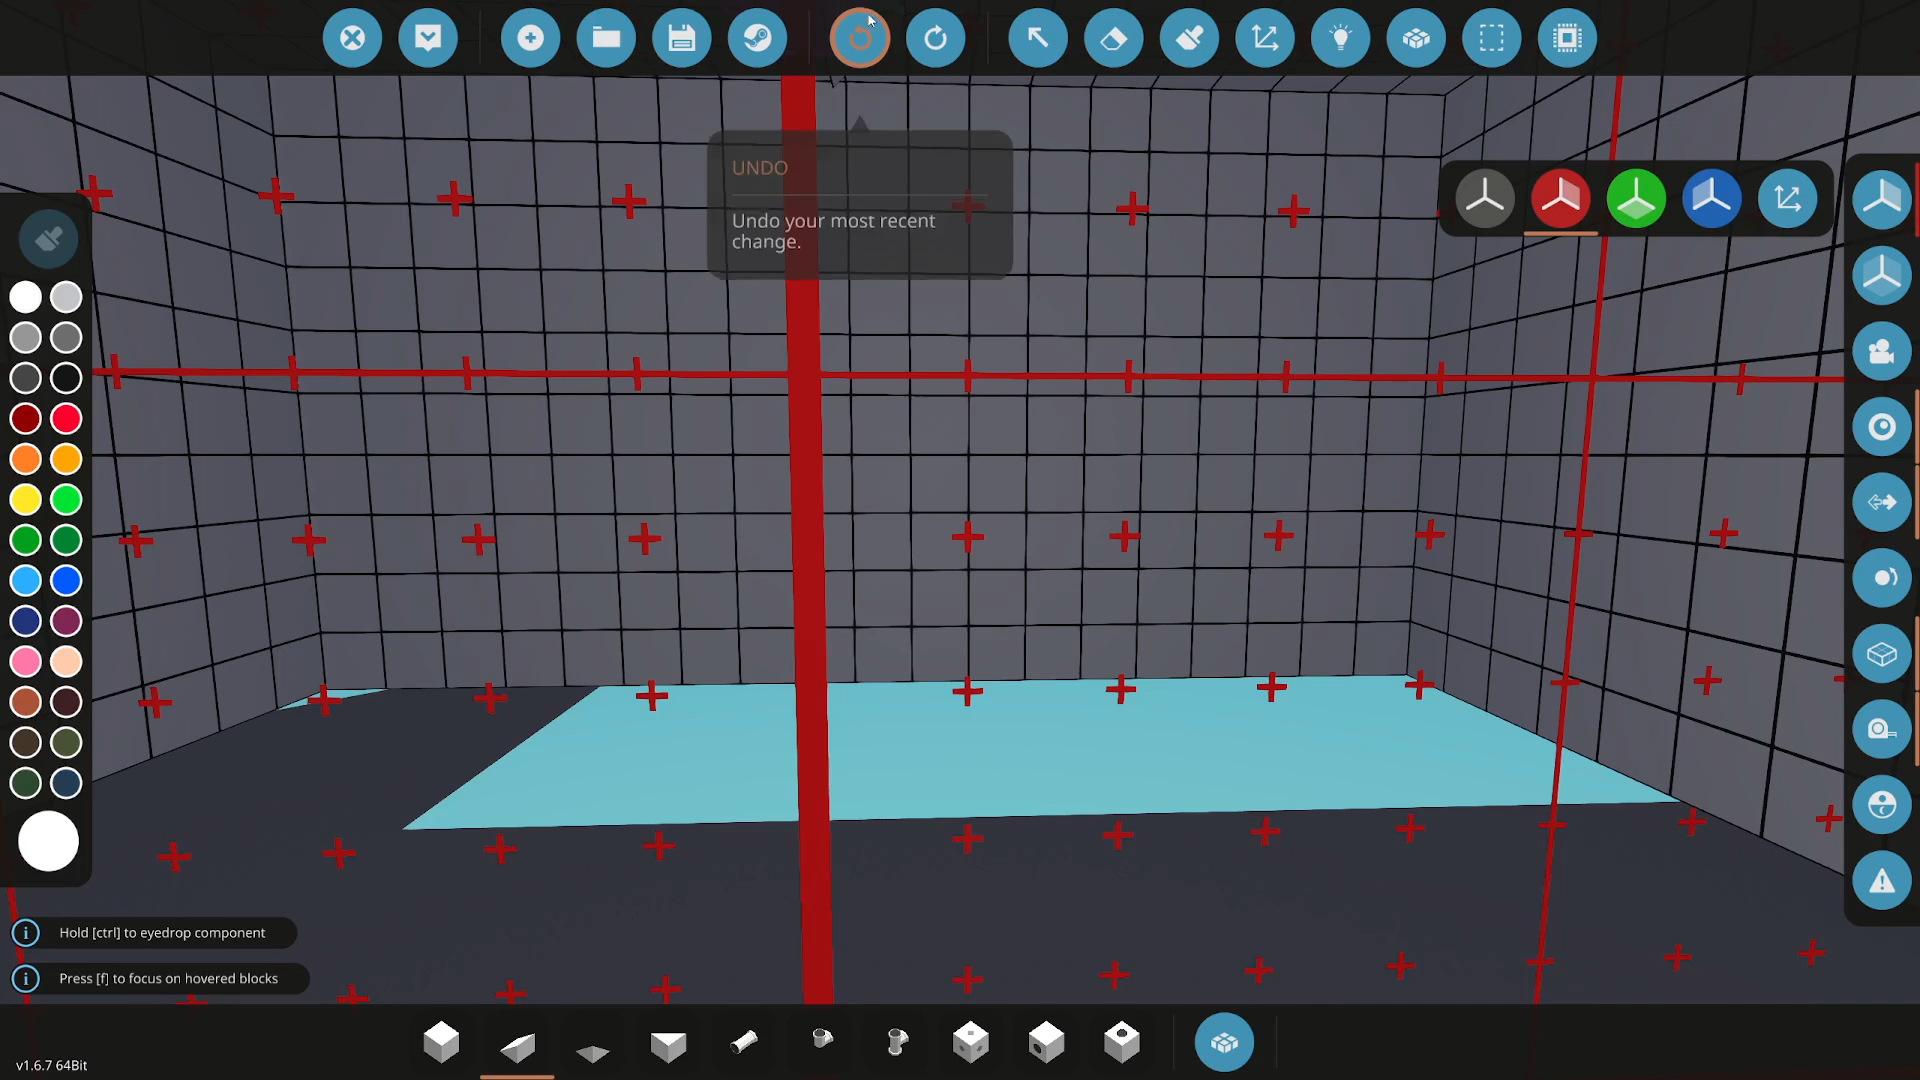 UNDO
Undo your most recent
change.
Hold [ctrl] to eyedrop component
Press [f] to focus on hovered blocks
v1.6.7 64Bit